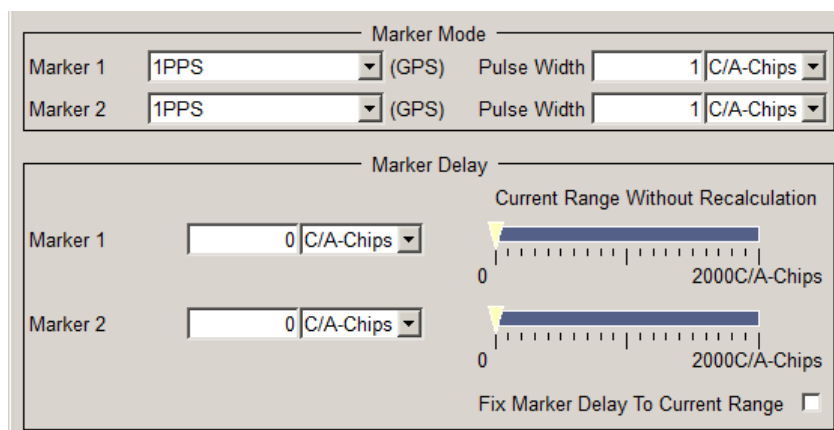 Marker Mode
Marker 1 1PPS (GPS) Pulse Width 1 C/A-Chips
Marker 2 1PPS (GPS) Pulse Width 1 C/A-Chips
Marker Delay
Current Range Without Recalculation
Marker 1 0 C/A-Chips
0 2000C/A-Chips
Marker 2 0 C/A-Chips
0 2000C/A-Chips
Fix Marker Delay To Current Range